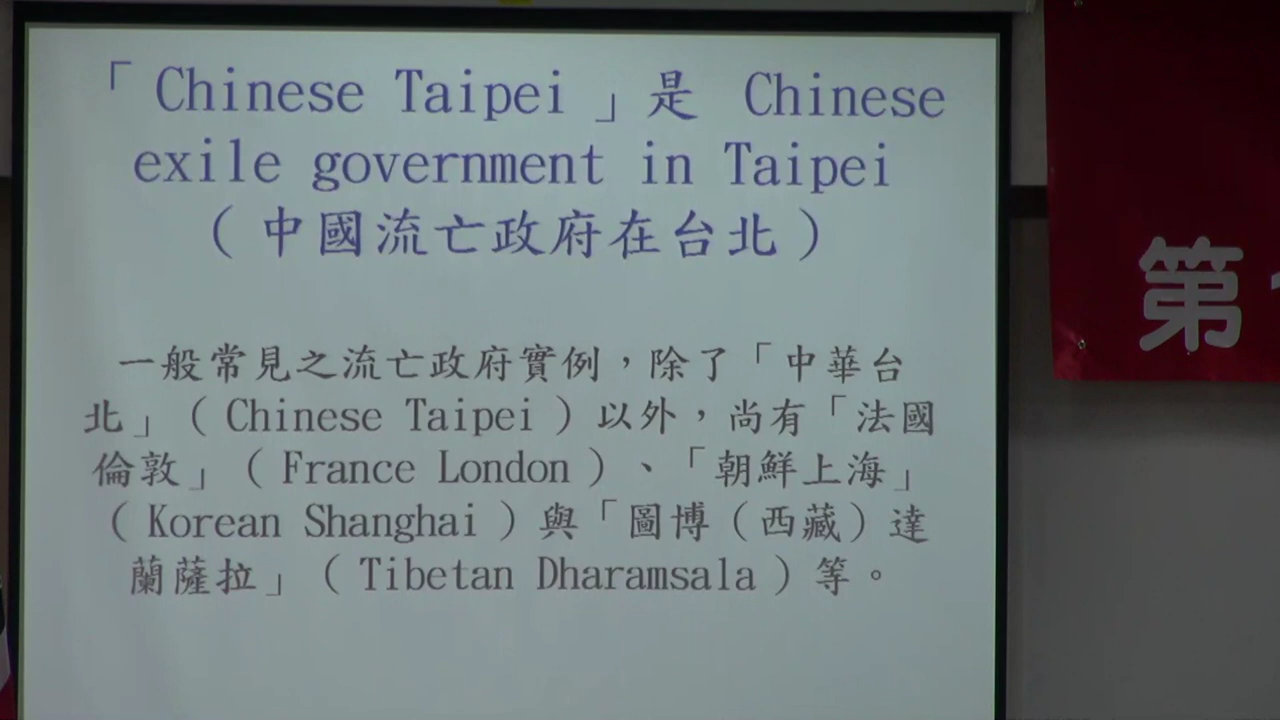 「Chinese Taipei」是 Chinese
exile government in Taipei
（中國流亡政府在台北）
一般常見之流亡政府實例，除了「中華台
北」（Chinese Taipei）以外，尚有「法國
倫敦」（France London）、「朝鮮上海」
（Korean Shanghai）與「圖博（西藏）達
蘭薩拉」（Tibetan Dharamsala）等。
第